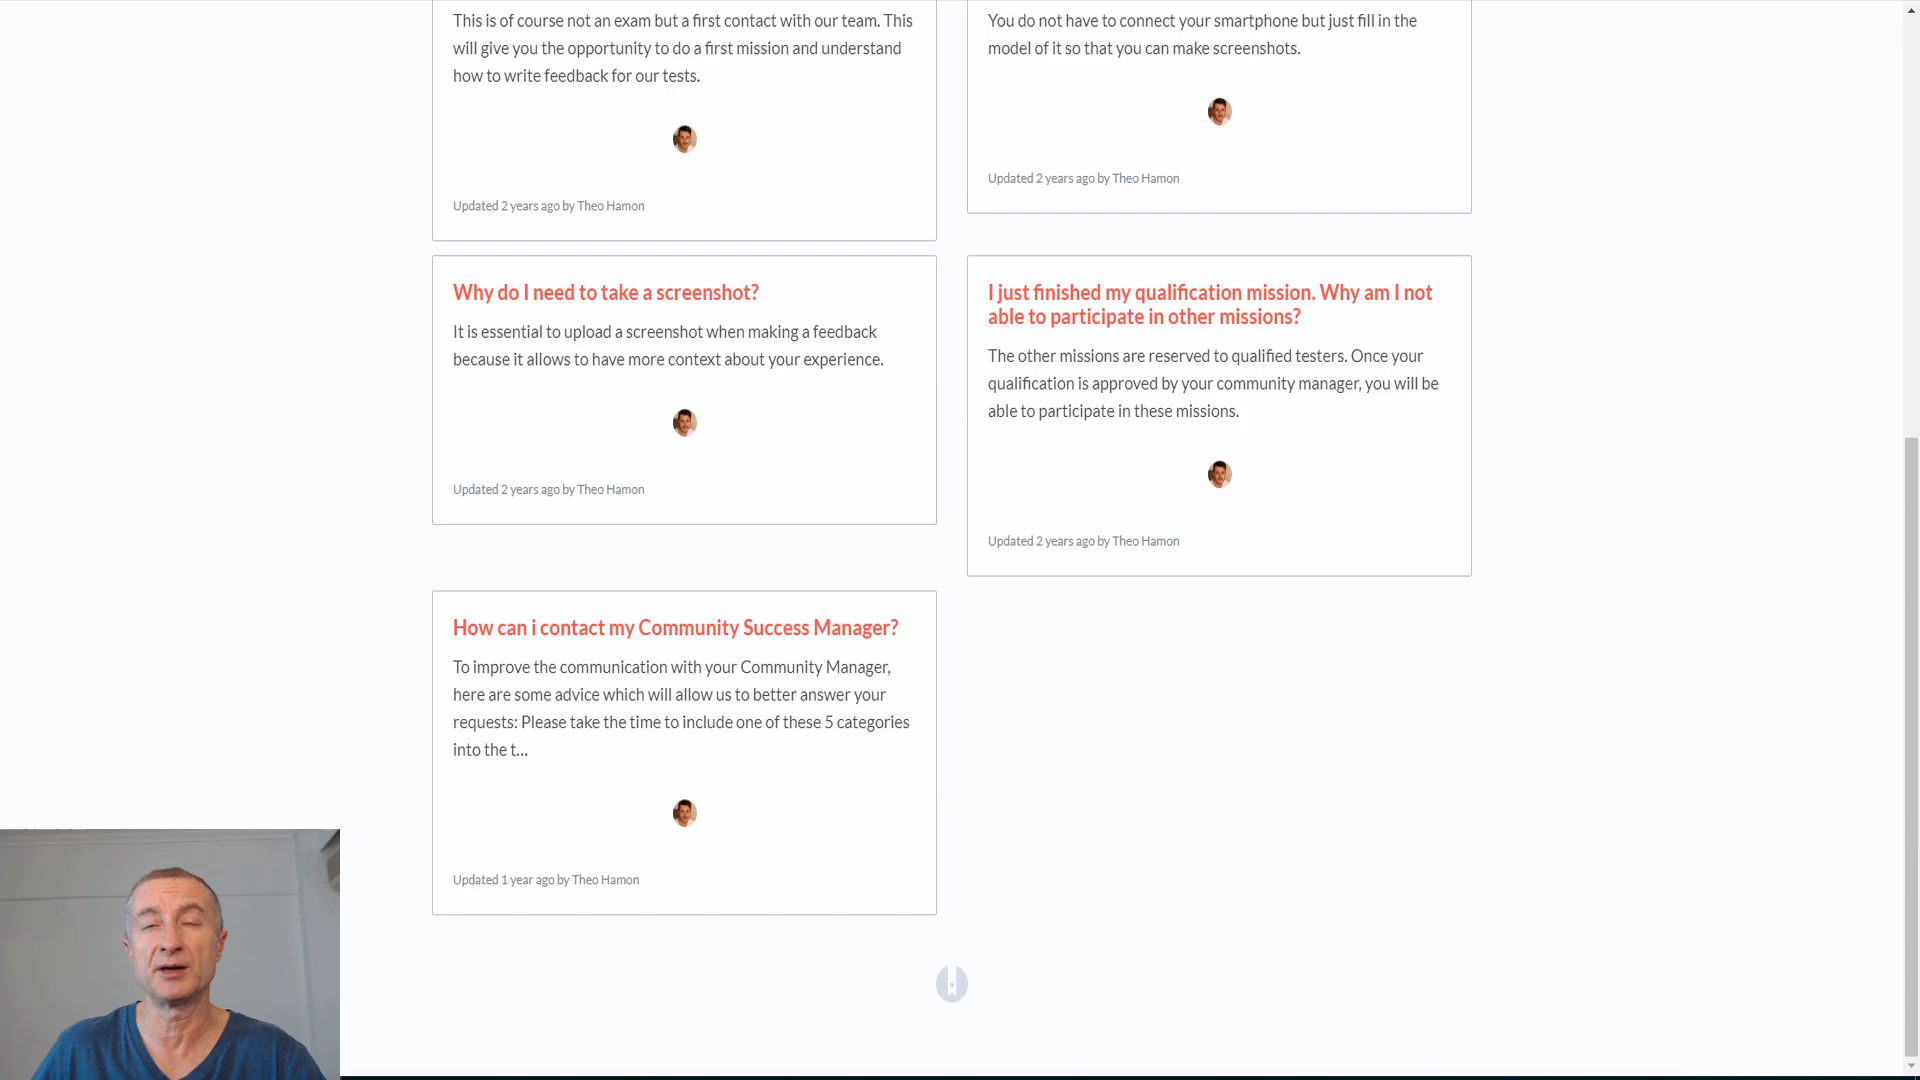 This is of course not an exam but a first contact with our team. This
will give you the opportunity to do a first mission and understand
how to write feedback for our tests.
Updated 2 years ago by Theo Hamon
You do not have to connect your smartphone but just fill in the
model of it so that you can make screenshots.
Updated 2 years ago by Theo Hamon
Why do I need to take a screenshot?
It is essential to upload a screenshot when making a feedback
because it allows to have more context about your experience.
Updated 2 years ago by Theo Hamon
I just finished my qualification mission. Why am I not
able to participate in other missions?
The other missions are reserved to qualified testers. Once your
qualification is approved by your community manager, you will be
able to participate in these missions.
Updated 2 years ago by Theo Hamon
How can i contact my Community Success Manager?
To improve the communication with your Community Manager,
here are some advice which will allow us to better answer your
requests: Please take the time to include one of these 5 categories
into the t...
Updated 1 year ago by Theo Hamon